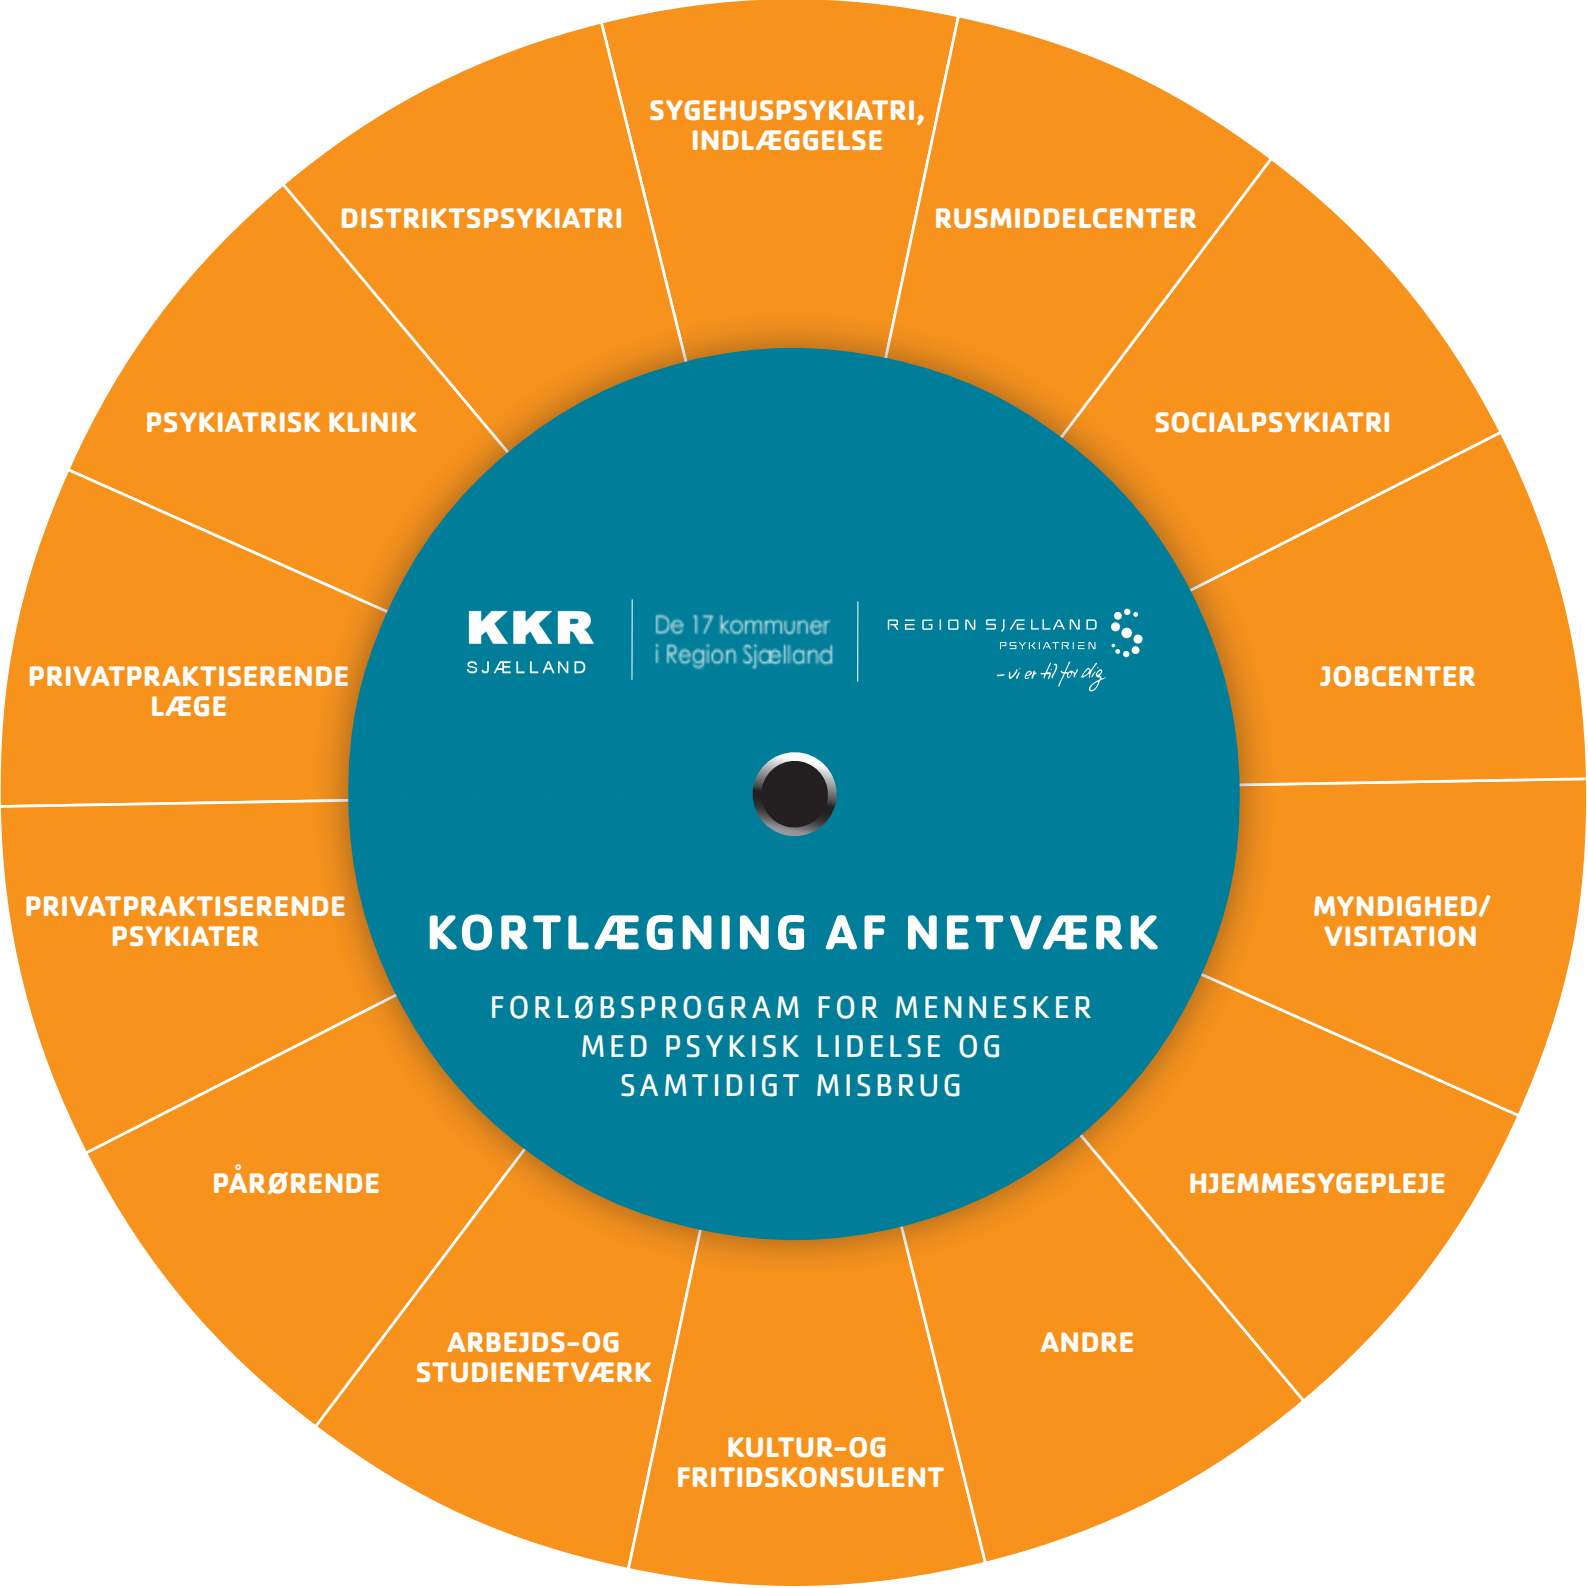 SYGEHUSPSYKIATRI,
INDLÆGGELSE
RUSMIDDELCENTER
SOCIALPSYKIATRI
JOBCENTER
MYNDIGHED/
VISITATION
HJEMMESYGEPLEJE
ANDRE
KULTUR-OG
FRITIDSKONSULENT
ARBEJDS-OG
STUDIENETVÆRK
PÅRØRENDE
PRIVATPRAKTISERENDE
PSYKIATER
PRIVATPRAKTISERENDE
LÆGE
PSYKIATRISK KLINIK
DISTRIKTSPSYKIATRI
KKR
SJÆLLAND
De 17 kommuner
i Region Sjælland
REGION SJÆLLAND
PSYKIATRIEN
- vi er til for dig
KORTLÆGNING AF NETVÆRK
FORLØBSPROGRAM FOR MENNESKER
MED PSYKISK LIDELSE OG
SAMTIDIGT MISBRUG